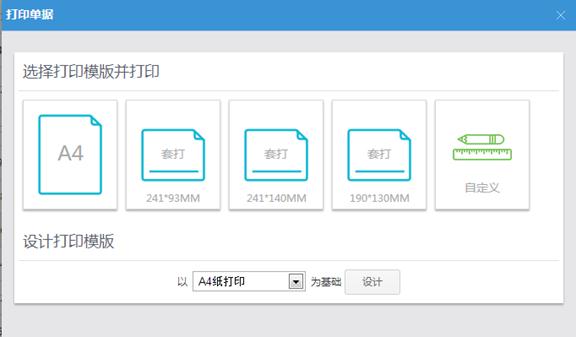 打印单据
选择打印模版并打印
A4
套打
套打
套打
241*93MM
241*140MM
190*130MM
自定义
设计打印模版
以 A4纸打印 为基础 设计